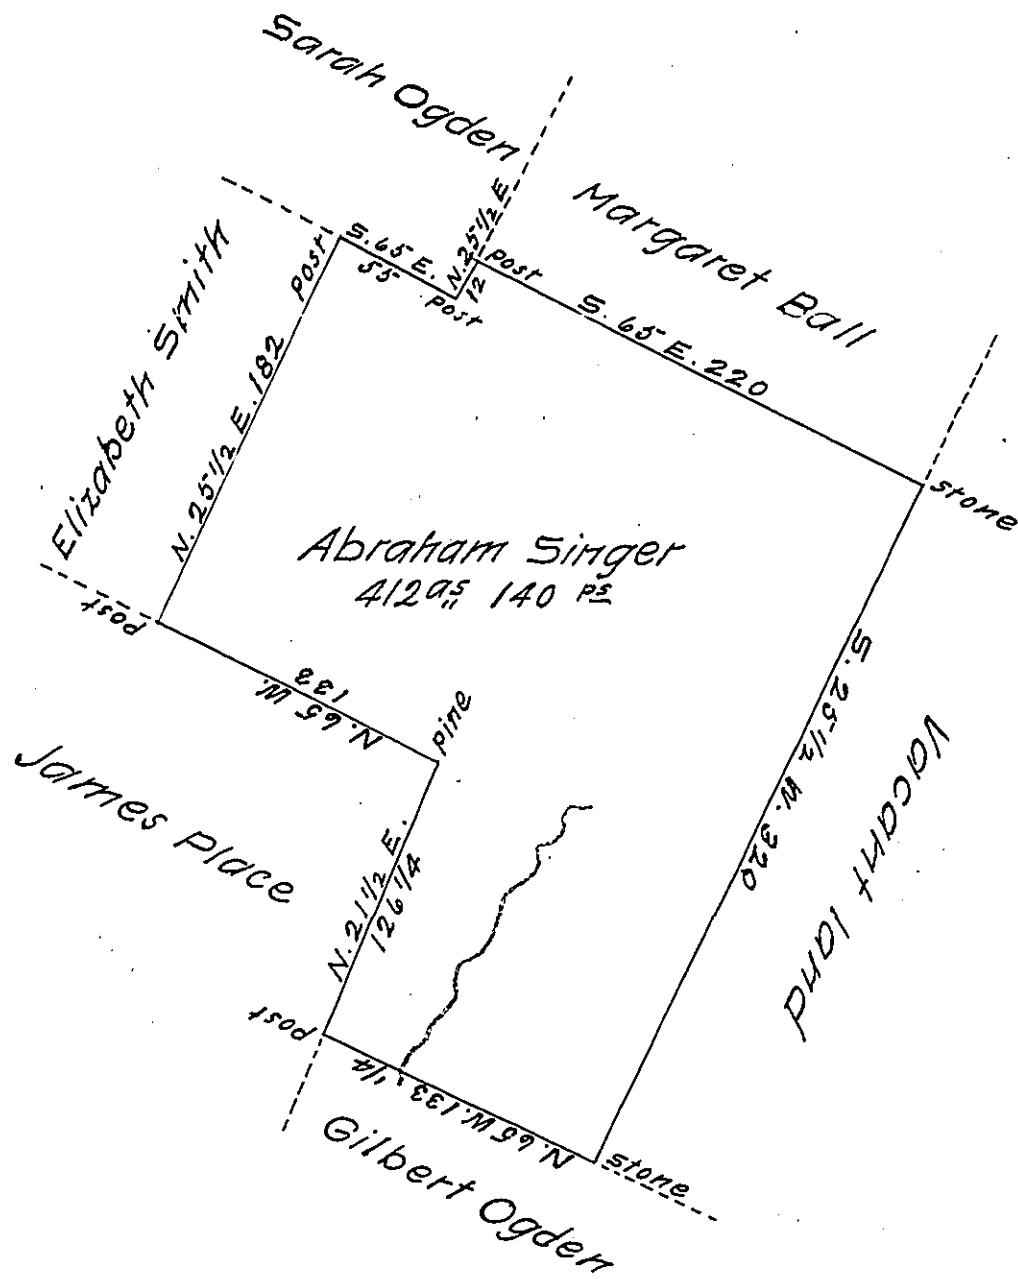 Sarah Ogden
Margaret Ball
Elizabeth Smith
post
S. 65 E.
55
post
N. 25 1/2 E
12
post
S. 65 E. 220
stone
N. 25 1/2 E. 182
Abraham Singer
412 as 140 ps
post
N. 65 W.
133
pine
S. 25 1/2 W. 320
Vacant land
James Place
N. 21 1/2 E.
126 1/4
post
N. 65 W. 133 1/4
stone
Gilbert Ogden